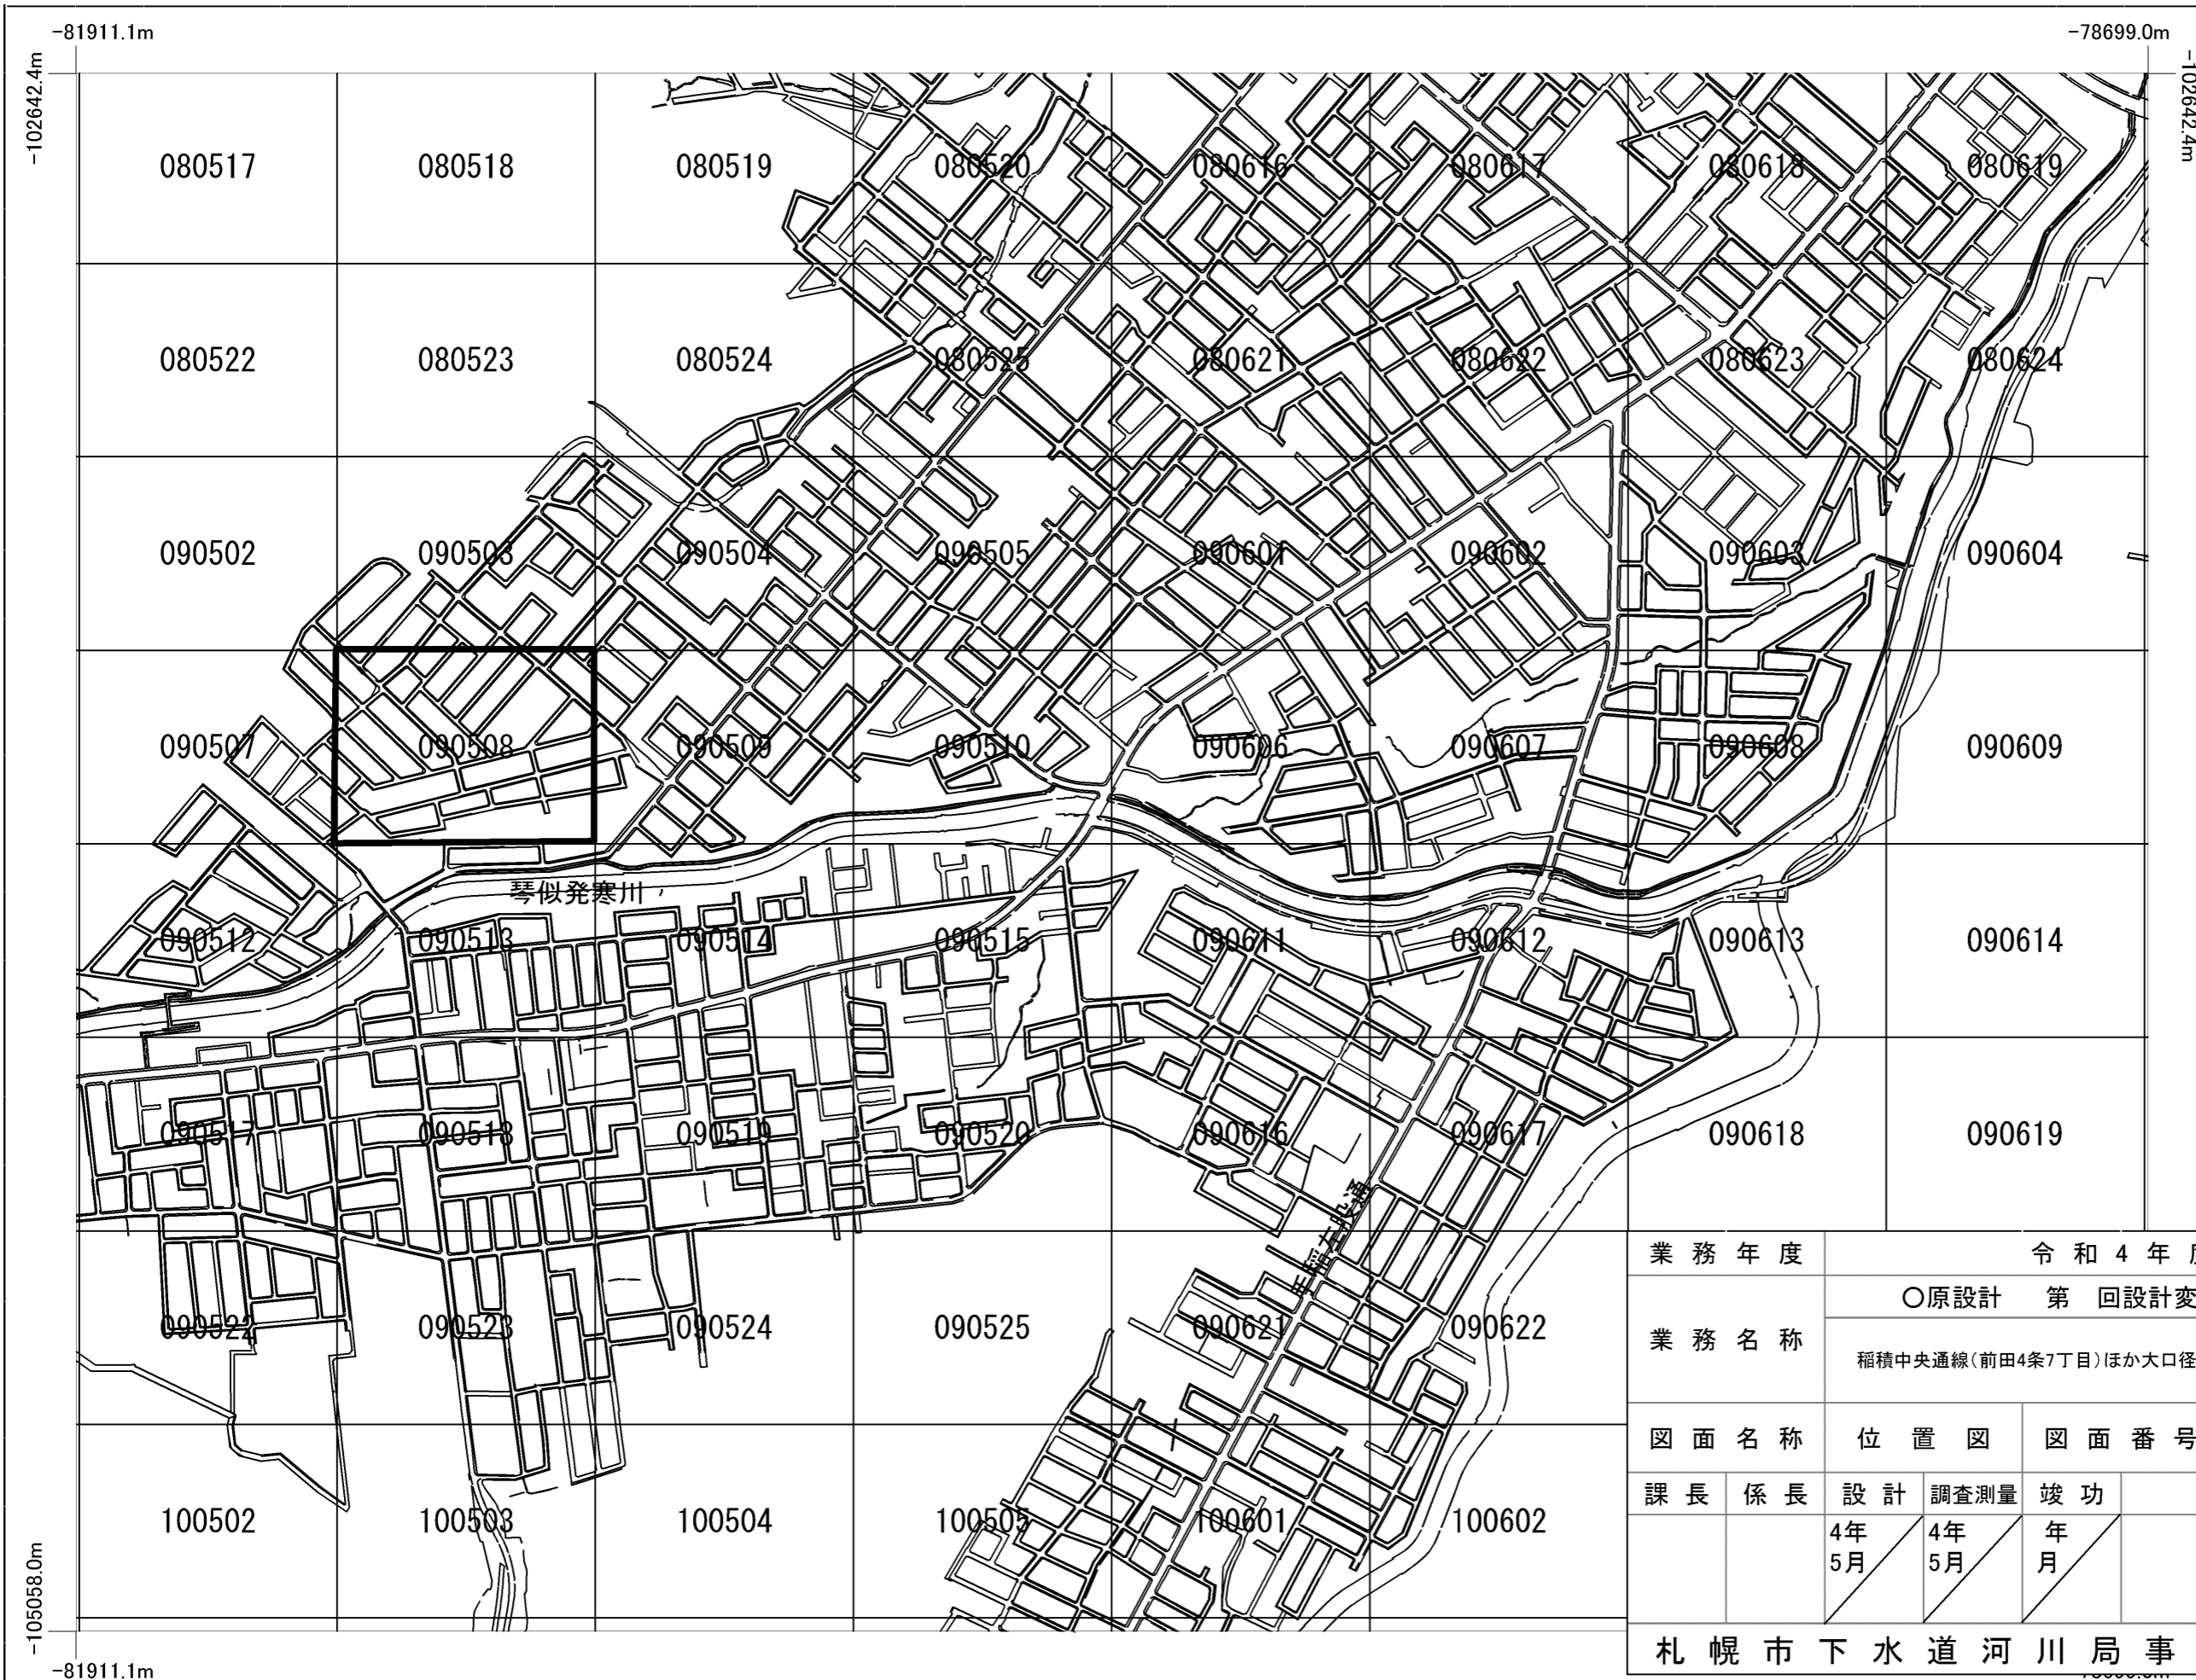 -81911.1m
-78699.0m
-102642.4m
-102642.4m
080517 080518 080519 080520 080616 080617 080618 080619
080522 080523 080524 080525 080621 080622 080623 080624
090502 090503 090504 090505 090601 090602 090603 090604
090507 090508 090509 090510 090606 090607 090608 090609
琴似発寒川
090512 090513 090514 090515 090611 090612 090613 090614
090517 090518 090519 090520 090616 090617 090618 090619
手稲左股通
090522 090523 090524 090525 090621 090622
100502 100503 100504 100505 100601 100602
-105058.0m
-81911.1m
業務年度 令和4年
業務名称 〇原設計 第 回設計変
稲積中央通線(前田4条7丁目)ほか大口径
図面名称 位置図 図面番号
課長 係長 設計 調査測量 竣功
4年 4年 年
5月 5月 月
札幌市下水道河川局事